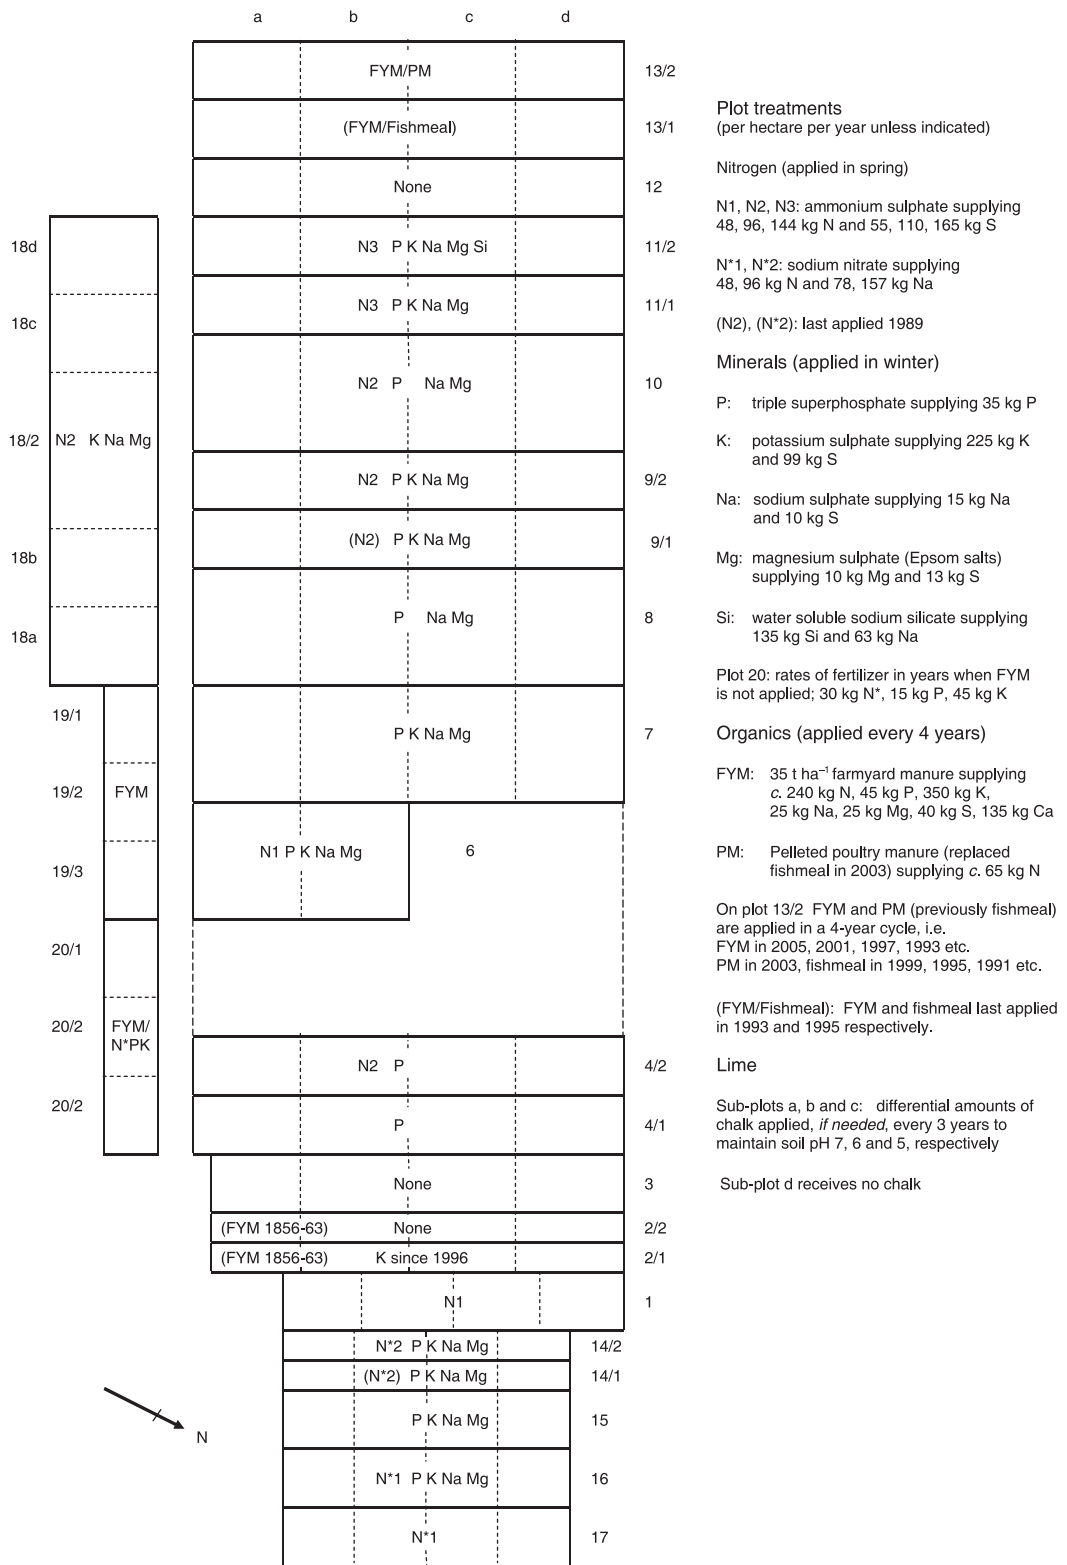 a b c d
FYM/PM 13/2
(FYM/Fishmeal) 13/1
None 12
18d N3 P K Na Mg Si 11/2
18c N3 P K Na Mg 11/1
N2 P Na Mg 10
18/2 N2 K Na Mg
N2 P K Na Mg 9/2
18b (N2) P K Na Mg 9/1
18a P Na Mg 8
19/1 P K Na Mg 7
19/2 FYM
19/3 N1 P K Na Mg 6
20/1
20/2 FYM/
N*PK
N2 P 4/2
20/2 P 4/1
None 3
(FYM 1856-63) None 2/2
(FYM 1856-63) K since 1996 2/1
N1 1
N*2 P K Na Mg 14/2
(N*2) P K Na Mg 14/1
P K Na Mg 15
N
N*1 P K Na Mg 16
N*1 17
Plot treatments
(per hectare per year unless indicated)
Nitrogen (applied in spring)
N1, N2, N3: ammonium sulphate supplying
48, 96, 144 kg N and 55, 110, 165 kg S
N*1, N*2: sodium nitrate supplying
48, 96 kg N and 78, 157 kg Na
(N2), (N*2): last applied 1989
Minerals (applied in winter)
P: triple superphosphate supplying 35 kg P
K: potassium sulphate supplying 225 kg K
and 99 kg S
Na: sodium sulphate supplying 15 kg Na
and 10 kg S
Mg: magnesium sulphate (Epsom salts)
supplying 10 kg Mg and 13 kg S
Si: water soluble sodium silicate supplying
135 kg Si and 63 kg Na
Plot 20: rates of fertilizer in years when FYM
is not applied; 30 kg N*, 15 kg P, 45 kg K
Organics (applied every 4 years)
FYM: 35 t ha⁻¹ farmyard manure supplying
c. 240 kg N, 45 kg P, 350 kg K,
25 kg Na, 25 kg Mg, 40 kg S, 135 kg Ca
PM: Pelleted poultry manure (replaced
fishmeal in 2003) supplying c. 65 kg N
On plot 13/2 FYM and PM (previously fishmeal)
are applied in a 4-year cycle, i.e.
FYM in 2005, 2001, 1997, 1993 etc.
PM in 2003, fishmeal in 1999, 1995, 1991 etc.
(FYM/Fishmeal): FYM and fishmeal last applied
in 1993 and 1995 respectively.
Lime
Sub-plots a, b and c: differential amounts of
chalk applied, if needed, every 3 years to
maintain soil pH 7, 6 and 5, respectively
Sub-plot d receives no chalk